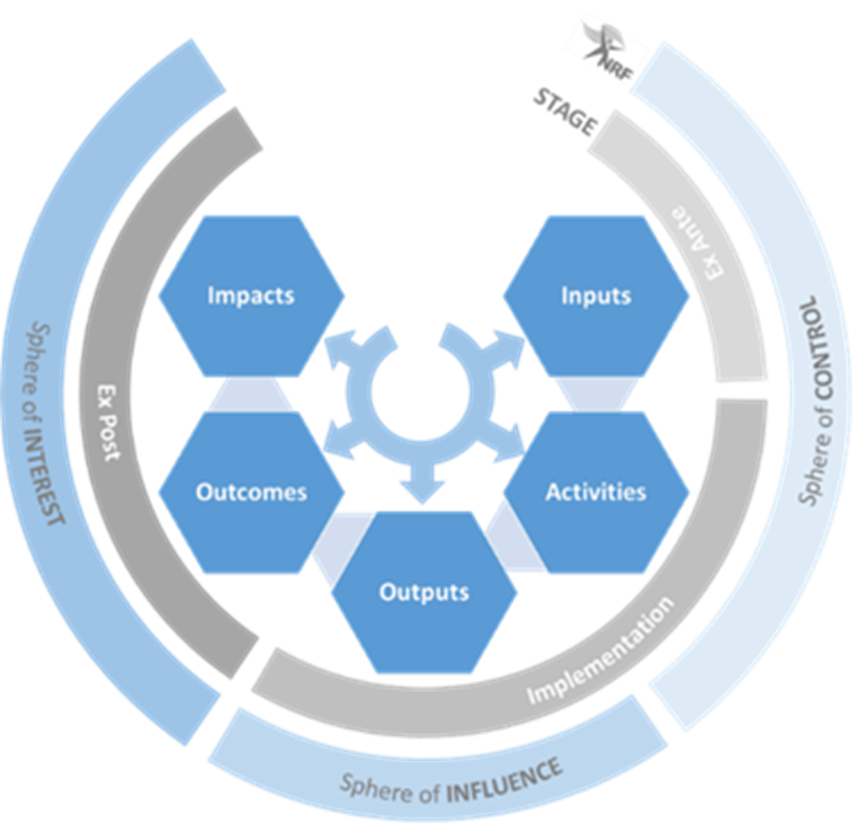 NRF
STAGE
Ex Ante
Sphere of CONTROL
Impacts
Inputs
Sphere of INTEREST
Ex Post
Outcomes
Activities
Outputs
Implementation
Sphere of INFLUENCE